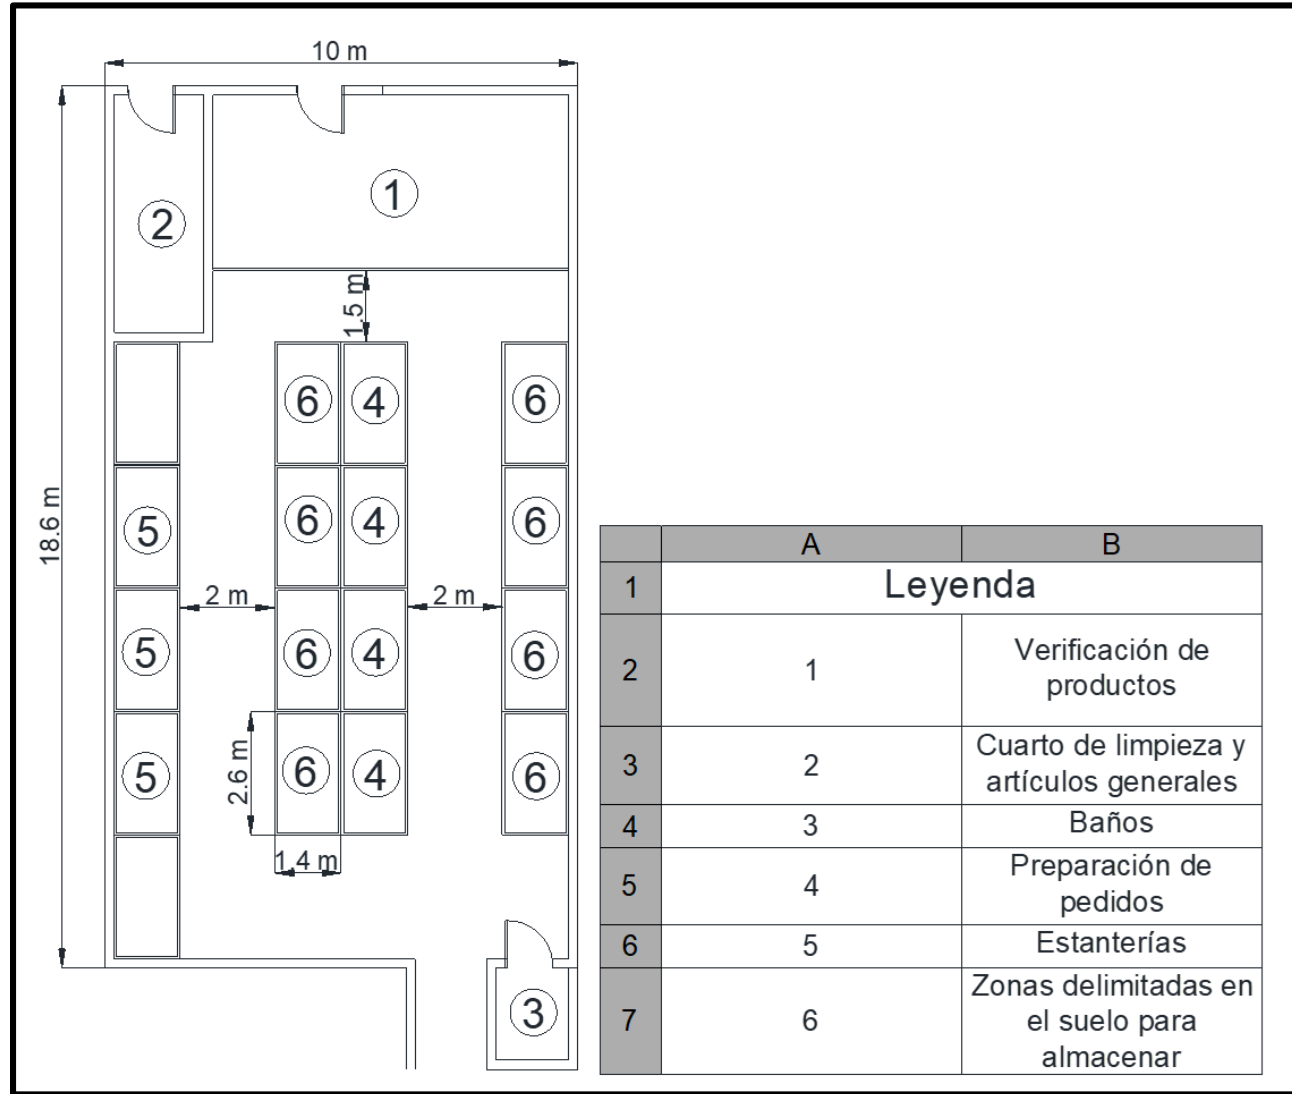 10 m
1
2
1.5 m
6
4
6
18.6 m
5
6
4
6
2 m
2 m
5
6
4
6
2.6 m
5
6
4
6
1.4 m
3
A B
1 Leyenda
2 1 Verificación de
productos
3 2 Cuarto de limpieza y
artículos generales
4 3 Baños
5 4 Preparación de
pedidos
6 5 Estanterías
7 6 Zonas delimitadas en
el suelo para
almacenar